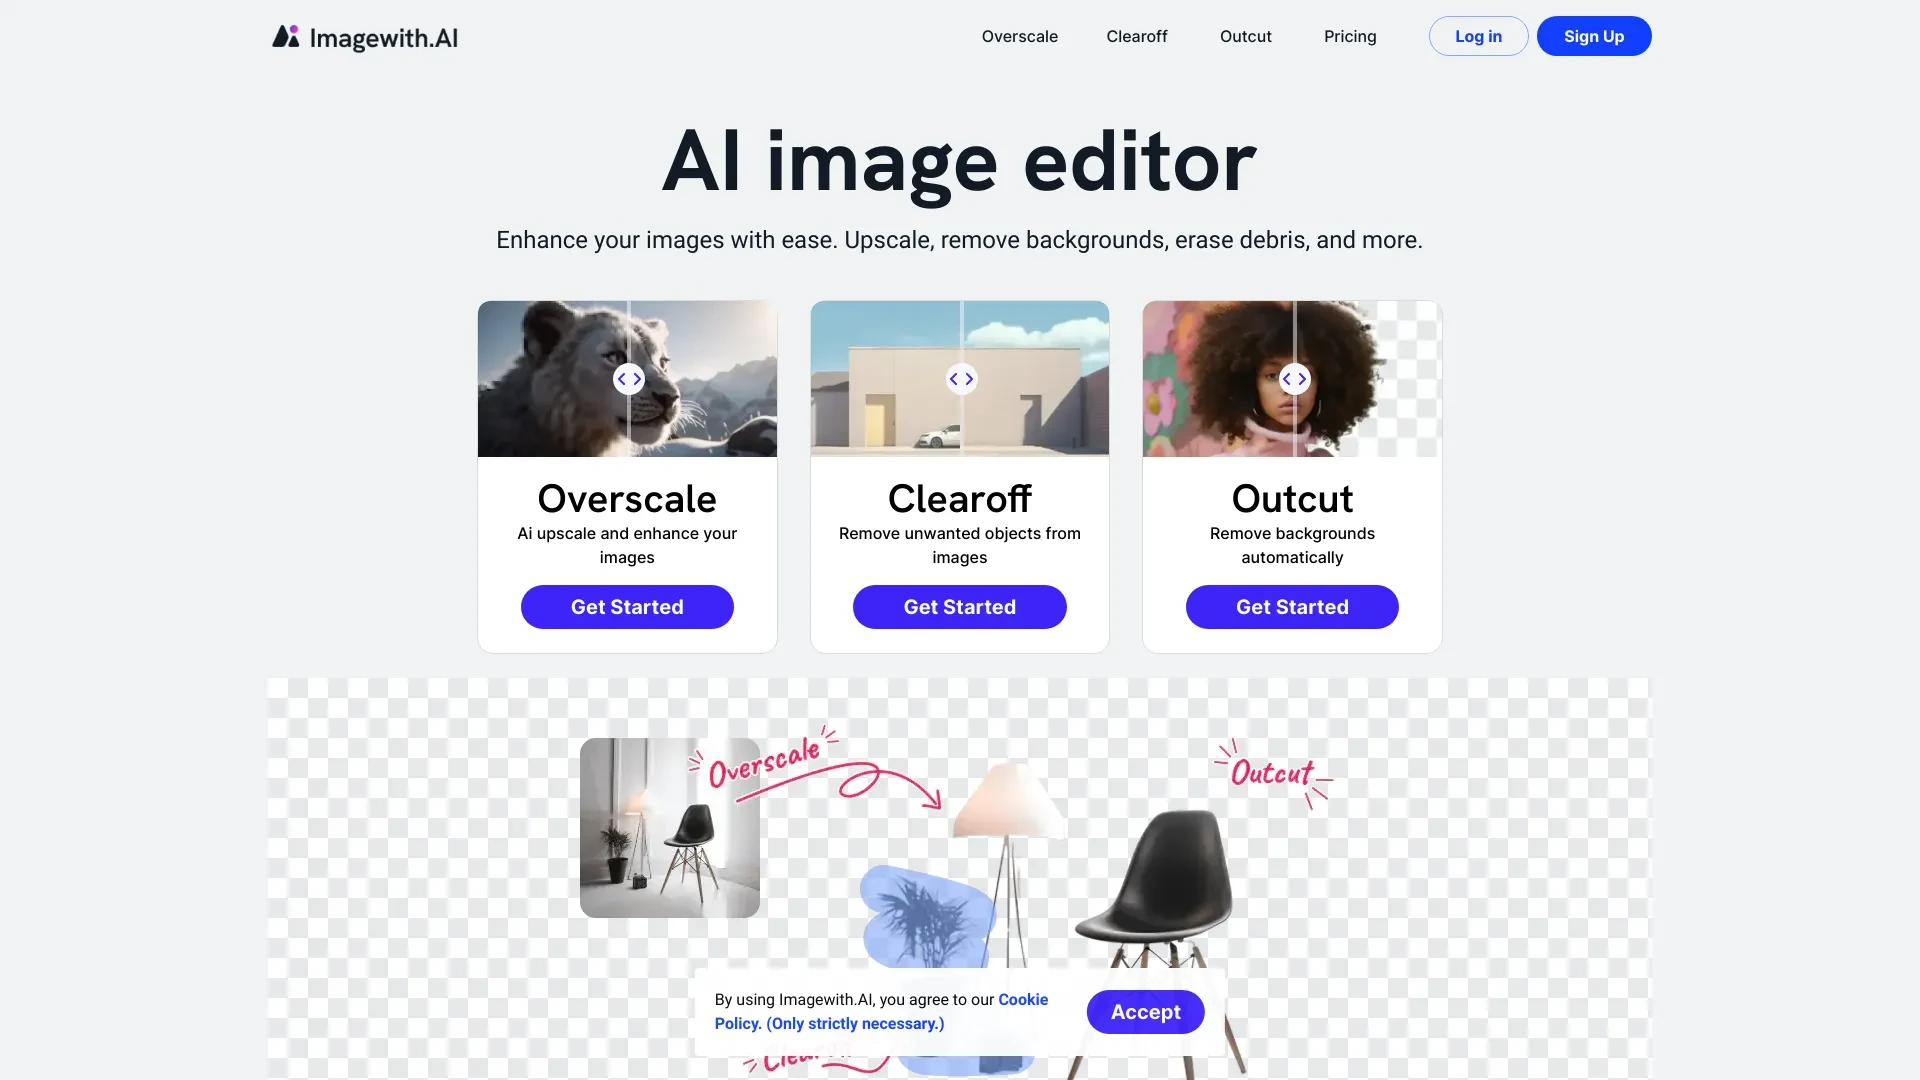 Imagewith.AI
Overscale
Clearoff
Outcut
Pricing
Log in
Sign Up
AI image editor
Enhance your images with ease. Upscale, remove backgrounds, erase debris, and more.
Overscale
Ai upscale and enhance your
images
Get Started
Clearoff
Remove unwanted objects from
images
Get Started
Outcut
Remove backgrounds
automatically
Get Started
Overscale
Outcut
By using Imagewith.AI, you agree to our Cookie
Policy. (Only strictly necessary.)
Accept
Clearoff